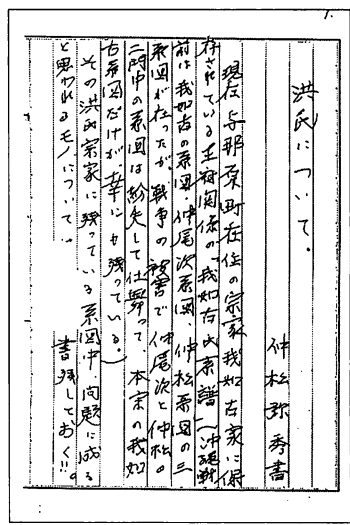 1.
洪氏について。
仲松弥秀書
現在与那原町在住の宗家我如古家に保
存されている王府関係の、我如古氏系譜（沖縄戦
前は我如古の系図、仲尾次系図、仲松系図の三
系図が在ったが、戦争の被害で仲尾次と仲松の
二門中の系図は紛失して仕舞って、本宗の我如
古系図だけが幸にも残っている。）
その洪氏宗家に残っている系図中、問題に成る
と思われるモノについて。
書残しておく!!。